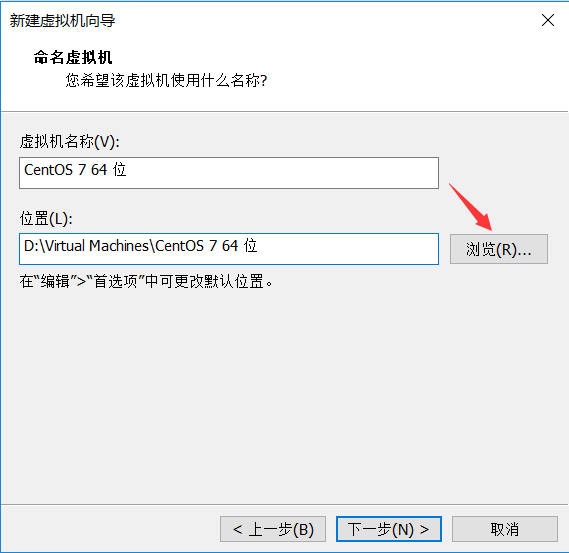 新建虚拟机向导
命名虚拟机
您希望该虚拟机使用什么名称?
虚拟机名称(V):
CentOS 7 64 位
位置(L):
D:\Virtual Machines\CentOS 7 64 位
浏览(R)...
在“编辑”>“首选项”中可更改默认位置。
< 上一步(B)
下一步(N) >
取消